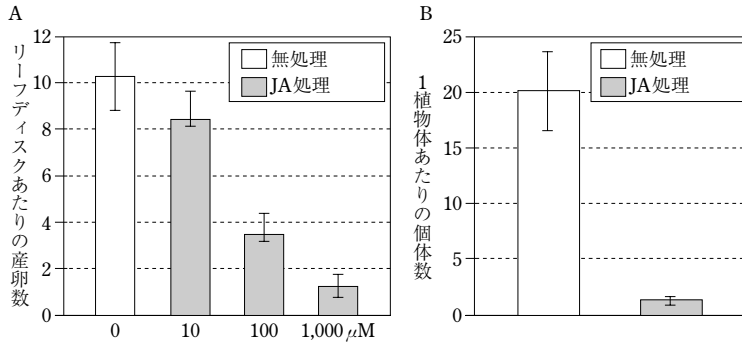 A
リーフディスクあたりの産卵数
12
10
8
6
4
2
0
無処理
JA処理
0 10 100 1,000 μM
B
1植物体あたりの個体数
25
20
15
10
5
0
無処理
JA処理